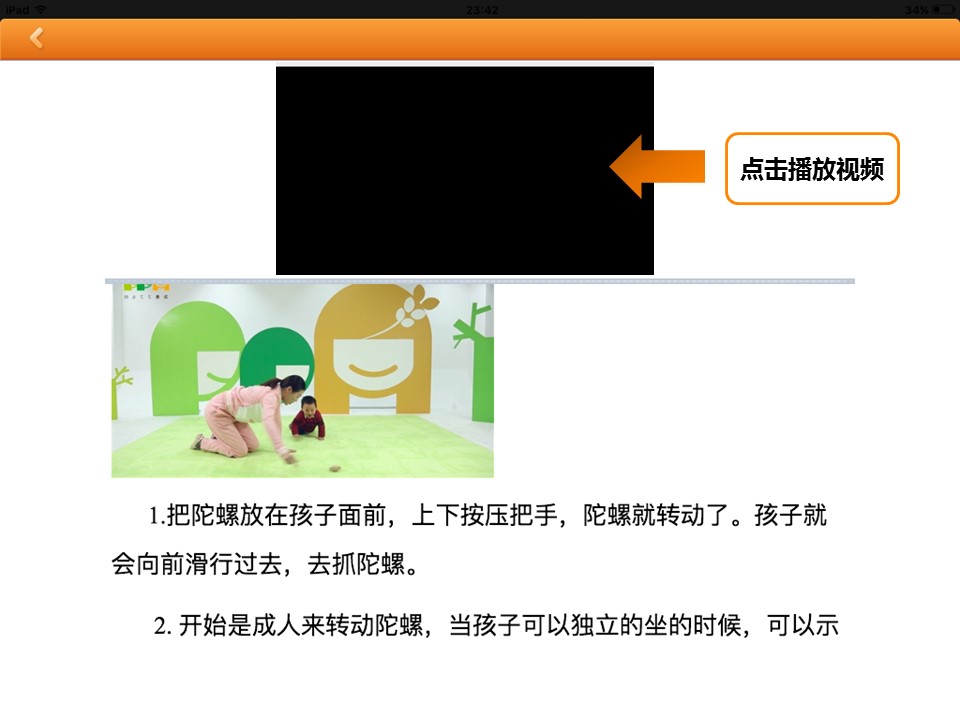 iPad
23:42
34%
点击播放视频
1.把陀螺放在孩子面前，上下按压把手，陀螺就转动了。孩子就
会向前滑行过去，去抓陀螺。
2. 开始是成人来转动陀螺，当孩子可以独立的坐的时候，可以示